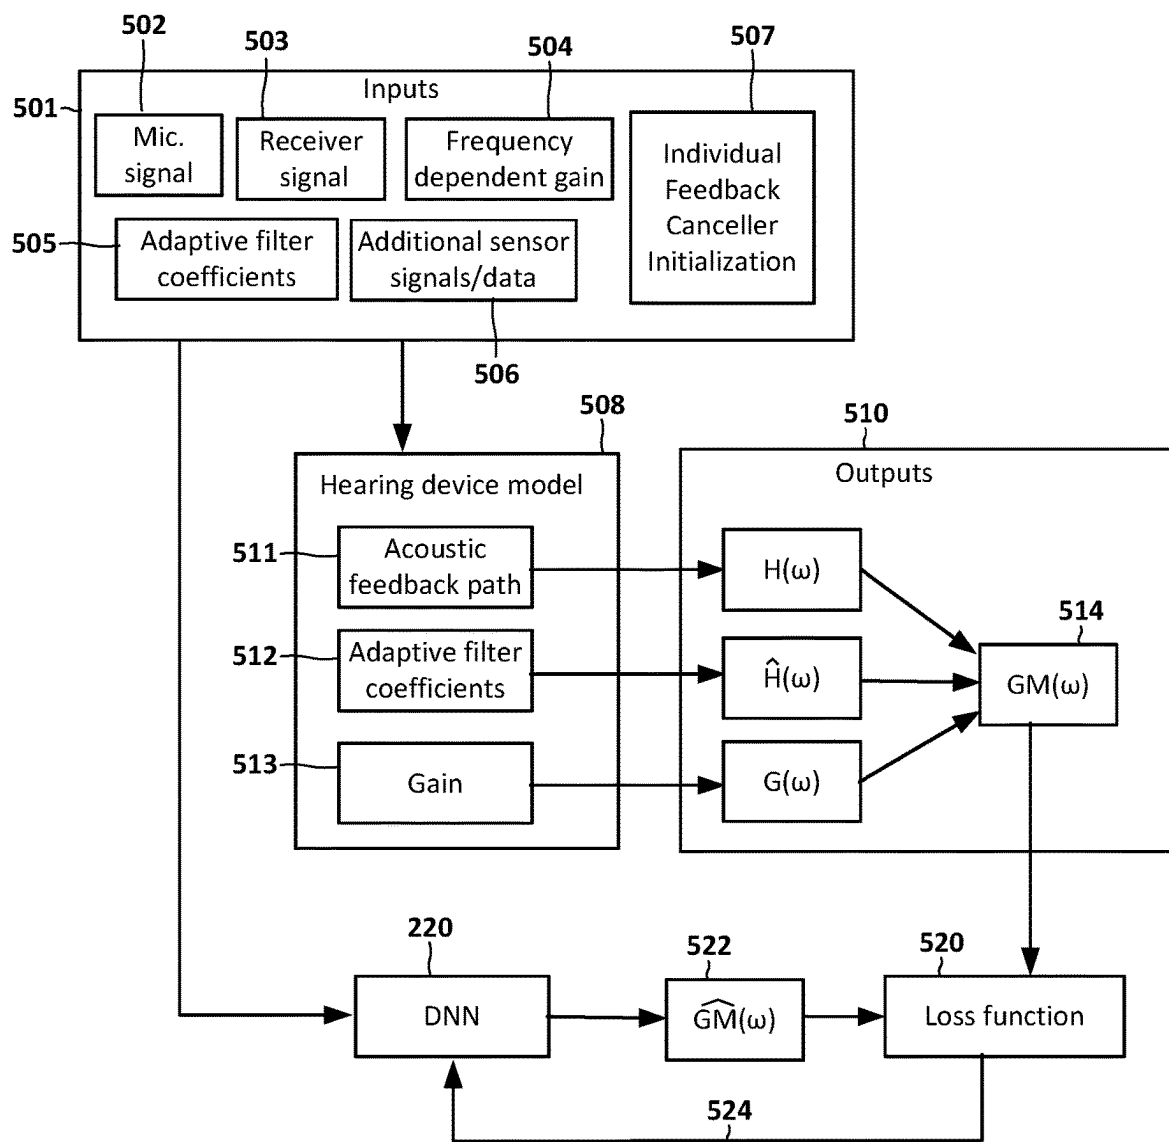 502
503
504
507
501
Inputs
Mic.
signal
Receiver
signal
Frequency
dependent gain
Individual
Feedback
Canceller
Initialization
505
Adaptive filter
coefficients
Additional sensor
signals/data
506
508
510
Hearing device model
Outputs
511
Acoustic
feedback path
H(ω)
514
512
Adaptive filter
coefficients
Ĥ(ω)
GM(ω)
513
Gain
G(ω)
220
522
520
DNN
G͡M(ω)
Loss function
524